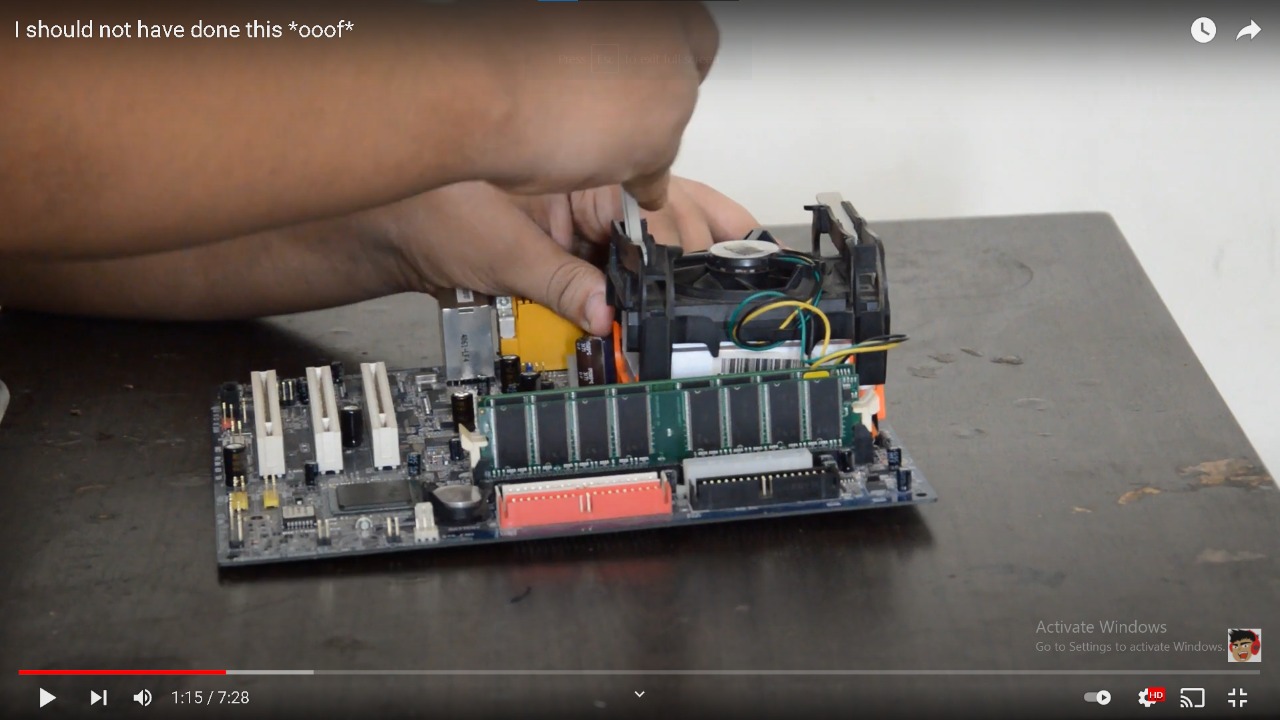 I should not have done this *ooof*
Activate Windows
Go to Settings to activate Windows.
HD
1:15 / 7:28